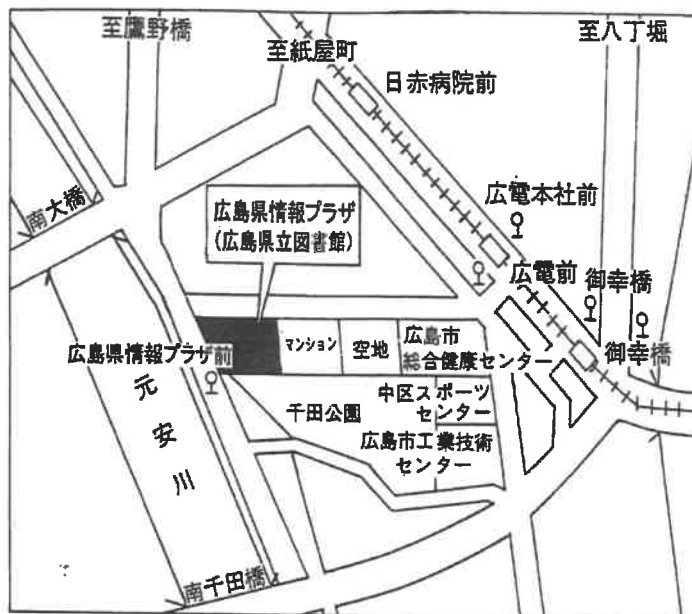 至鷹野橋
至紙屋町
至八丁堀
日赤病院前
南大橋
広島県情報プラザ
(広島県立図書館)
広電本社前
広電前
御幸橋
御幸橋
マンション
空地
広島市
総合健康センター
広島県情報プラザ前
中区スポーツ
センター
千田公園
広島市工業技術
センター
元安川
南千田橋